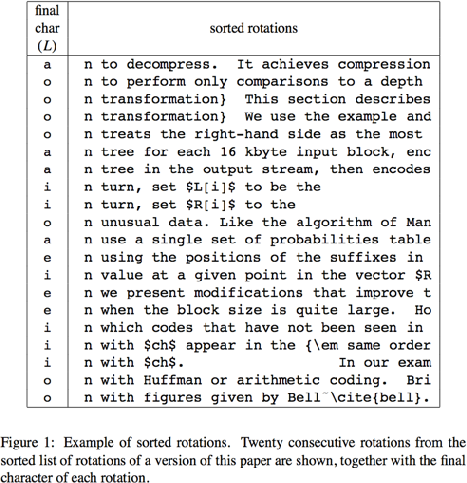 final
char
(L)
sorted rotations
a n to decompress.  It achieves compression
o n to perform only comparisons to a depth
o n transformation}  This section describes
o n transformation}  We use the example and
o n treats the right-hand side as the most
a n tree for each 16 kbyte input block, enc
a n tree in the output stream, then encodes
i n turn, set $L[i]$ to be the
i n turn, set $R[i]$ to the
o n unusual data. Like the algorithm of Man
a n use a single set of probabilities table
e n using the positions of the suffixes in
i n value at a given point in the vector $R
e n we present modifications that improve t
e n when the block size is quite large.  Ho
i n which codes that have not been seen in
i n with $ch$ appear in the {\em same order
i n with $ch$.                In our exam
o n with Huffman or arithmetic coding.  Bri
o n with figures given by Bell~\cite{bell}.
Figure 1: Example of sorted rotations. Twenty consecutive rotations from the
sorted list of rotations of a version of this paper are shown, together with the final
character of each rotation.